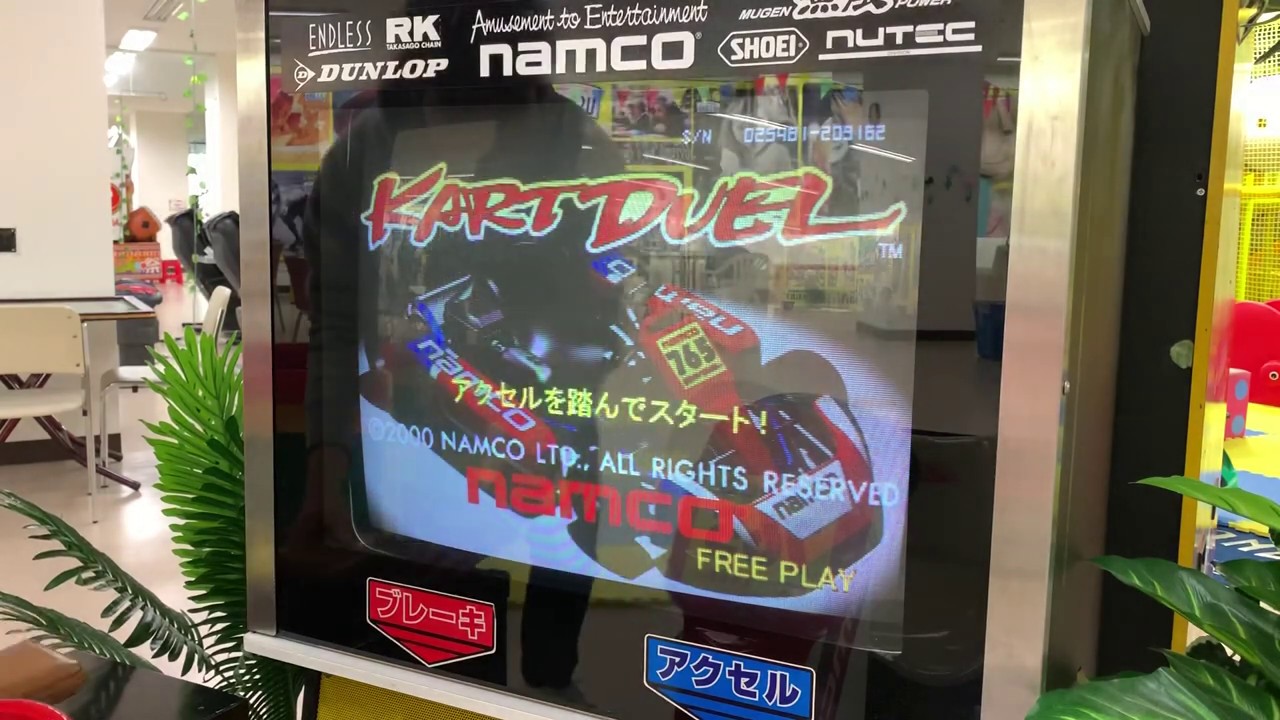 ENDLESS
RK
TAKASAGO CHAIN
DUNLOP
Amusement to Entertainment
namco
MUGEN POWER
SHOEI
NUTEC
S/N 025481-209162
KART DUEL
TM
765
namco
アクセルを踏んでスタート!
©2000 NAMCO LTD., ALL RIGHTS RESERVED
namco
FREE PLAY
ブレーキ
アクセル